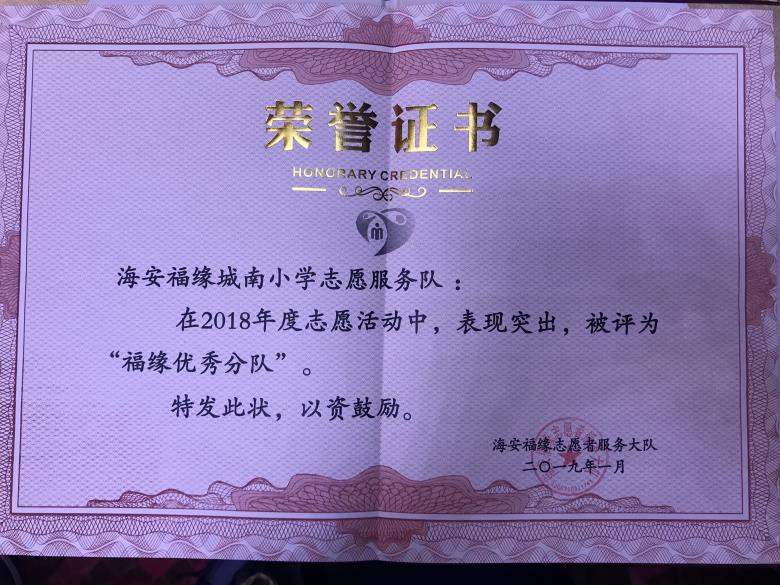 荣誉证书
HONORARY CREDENTIAL
海安福缘城南小学志愿服务队：
在2018年度志愿活动中，表现突出，被评为
“福缘优秀分队”。
特发此状，以资鼓励。
海安福缘志愿者服务大队
二〇一九年一月